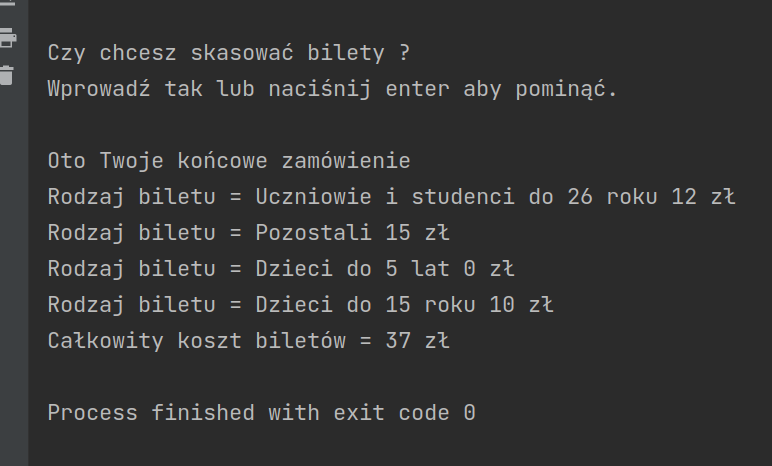 Czy chcesz skasować bilety ?
Wprowadź tak lub naciśnij enter aby pominąć.
Oto Twoje końcowe zamówienie
Rodzaj biletu = Uczniowie i studenci do 26 roku 12 zł
Rodzaj biletu = Pozostali 15 zł
Rodzaj biletu = Dzieci do 5 lat 0 zł
Rodzaj biletu = Dzieci do 15 roku 10 zł
Całkowity koszt biletów = 37 zł
Process finished with exit code 0